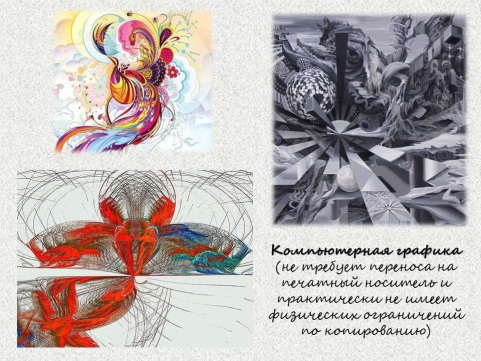 Компьютерная графика
(не требует переноса на
печатный носитель и
практически не имеет
физических ограничений
по копированию)